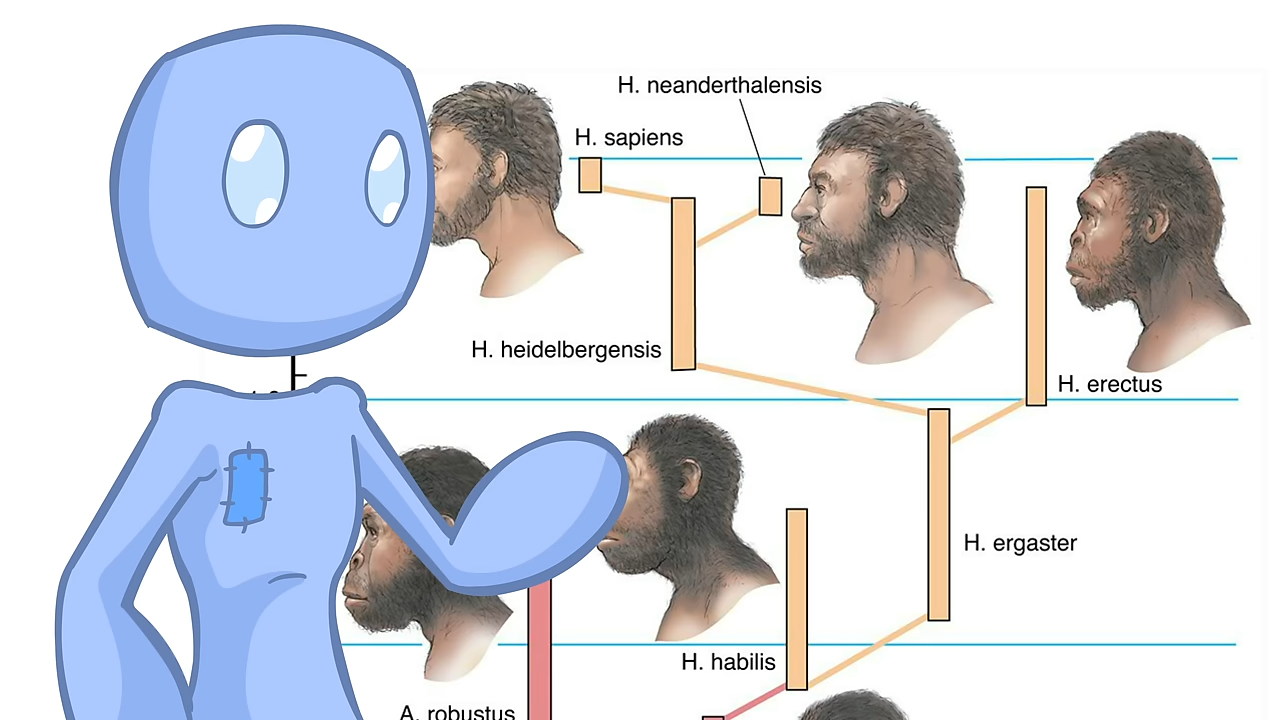 H. neanderthalensis
H. sapiens
H. heidelbergensis
H. erectus
H. ergaster
H. habilis
A. robustus